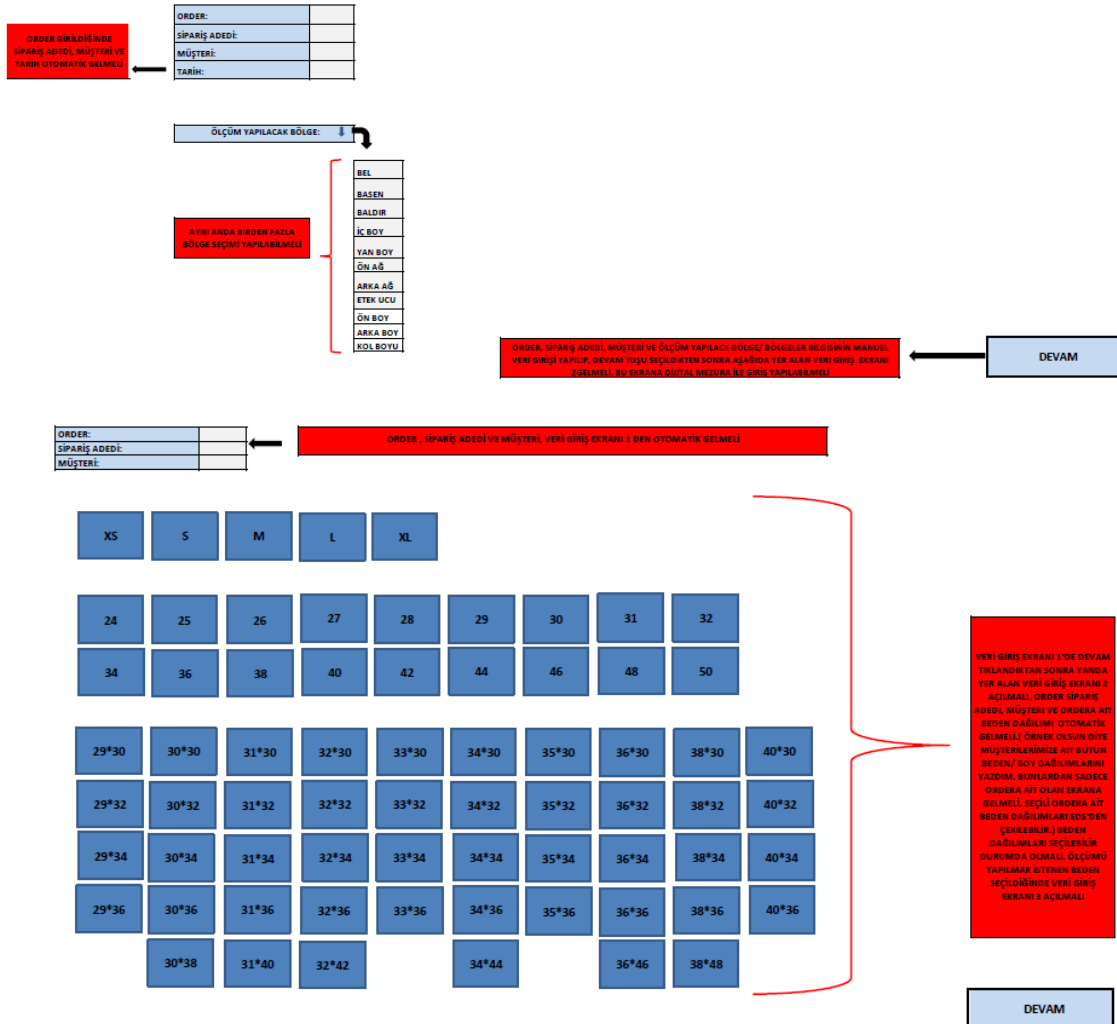 ORDER:
SİPARİŞ ADEDİ:
MÜŞTERİ:
TARİH:
ORDER GİRİLDİĞİNDE
SİPARİŞ ADEDİ, MÜŞTERİ VE
TARİH OTOMATİK GELMELİ
ÖLÇÜM YAPILACAK BÖLGE:
BEL
BASEN
BALDIR
İÇ BOY
YAN BOY
ÖN AĞ
ARKA AĞ
ETEK UCU
ÖN BOY
ARKA BOY
KOL BOYU
AYNI ANDA BİRDEN FAZLA
BÖLGE SEÇİMİ YAPILABİLMELİ
ORDER, SİPARİŞ ADEDİ, MÜŞTERİ VE ÖLÇÜM YAPILACK BÖLGE/ BÖLGELER BİLGİSİNİN MANUEL
VERİ GİRİŞİ YAPILIP, DEVAM TUŞU SEÇİLDİKTEN SONRA AŞAĞIDA YER ALAN VERİ GİRİŞ EKRANI
2GELMELİ. BU EKRANA DİJİTAL MEZURA İLE GİRİŞ YAPILABİLMELİ
DEVAM
ORDER:
SİPARİŞ ADEDİ:
MÜŞTERİ:
ORDER , SİPARİŞ ADEDİ VE MÜŞTERİ, VERİ GİRİŞ EKRANI 1 DEN OTOMATİK GELMELİ
XS S M L XL
24 25 26 27 28 29 30 31 32
34 36 38 40 42 44 46 48 50
29*30 30*30 31*30 32*30 33*30 34*30 35*30 36*30 38*30 40*30
29*32 30*32 31*32 32*32 33*32 34*32 35*32 36*32 38*32 40*32
29*34 30*34 31*34 32*34 33*34 34*34 35*34 36*34 38*34 40*34
29*36 30*36 31*36 32*36 33*36 34*36 35*36 36*36 38*36 40*36
30*38 31*40 32*42 34*44 36*46 38*48
VERİ GİRİŞ EKRANI 1'DE DEVAM
TIKLANDIKTAN SONRA YANDA
YER ALAN VERİ GİRİŞ EKRANI 2
AÇILMALI, ORDER SİPARİŞ
ADEDİ, MÜŞTERİ VE ORDERA AİT
BEDEN DAĞILIMI OTOMATİK
GELMELİ.( ÖRNEK OLSUN DİYE
MÜŞTERİLERİMİZE AİT BÜTÜN
BEDEN/ BOY DAĞILIMLARINI
YAZDIM. BUNLARDAN SADECE
ORDERA AİT OLAN EKRANA
GELMELİ. SEÇİLİ ORDERA AİT
BEDEN DAĞILIMLARI EDS'DEN
ÇEKİLEBİLİR.) BEDEN
DAĞILIMLARI SEÇİLEBİLİR
DURUMDA OLMALI. ÖLÇÜMÜ
YAPILMAK İSTENEN BEDEN
SEÇİLDİĞİNDE VERİ GİRİŞ
EKRANI 3 AÇILMALI
DEVAM